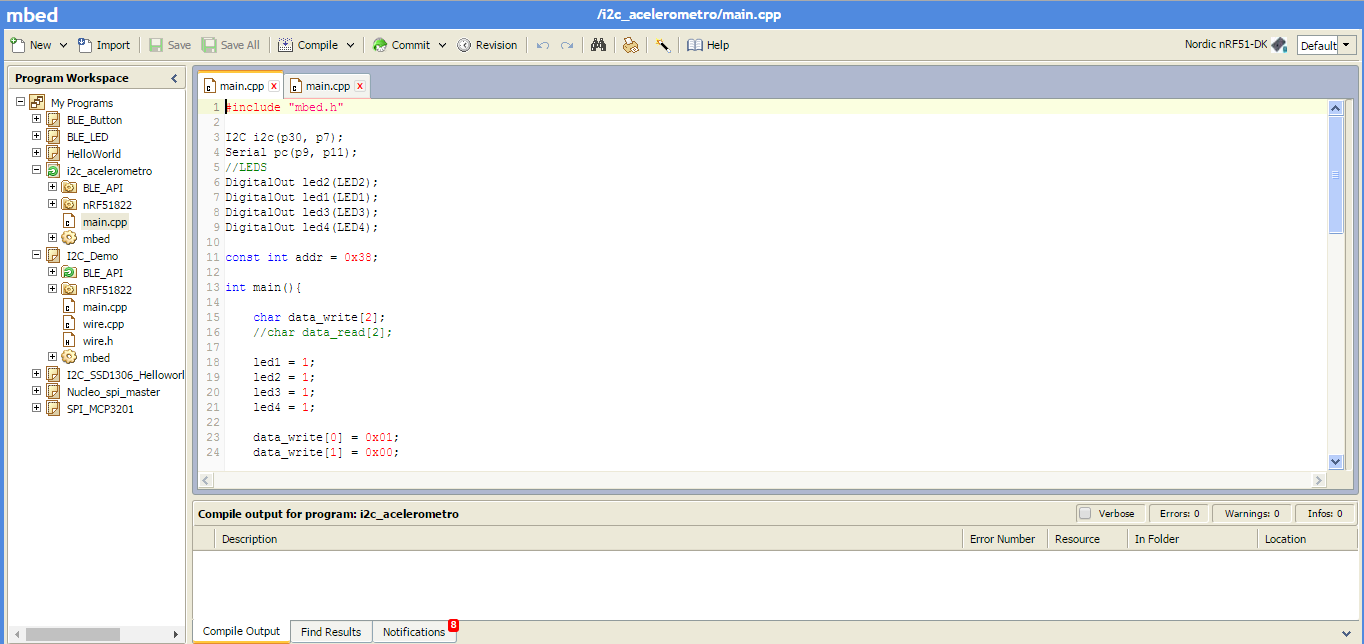 mbed
/i2c_acelerometro/main.cpp
New Import Save Save All Compile Commit Revision Help Nordic nRF51-DK Default
Program Workspace
My Programs
BLE_Button
BLE_LED
HelloWorld
i2c_acelerometro
BLE_API
nRF51822
main.cpp
mbed
I2C_Demo
BLE_API
nRF51822
main.cpp
wire.cpp
wire.h
mbed
I2C_SSD1306_Helloworl
Nucleo_spi_master
SPI_MCP3201
main.cpp x main.cpp x
1 #include "mbed.h"
2
3 I2C i2c(p30, p7);
4 Serial pc(p9, p11);
5 //LEDS
6 DigitalOut led2(LED2);
7 DigitalOut led1(LED1);
8 DigitalOut led3(LED3);
9 DigitalOut led4(LED4);
10
11 const int addr = 0x38;
12
13 int main(){
14
15 char data_write[2];
16 //char data_read[2];
17
18 led1 = 1;
19 led2 = 1;
20 led3 = 1;
21 led4 = 1;
22
23 data_write[0] = 0x01;
24 data_write[1] = 0x00;
Compile output for program: i2c_acelerometro Verbose Errors: 0 Warnings: 0 Infos: 0
Description Error Number Resource In Folder Location
Compile Output Find Results Notifications 8